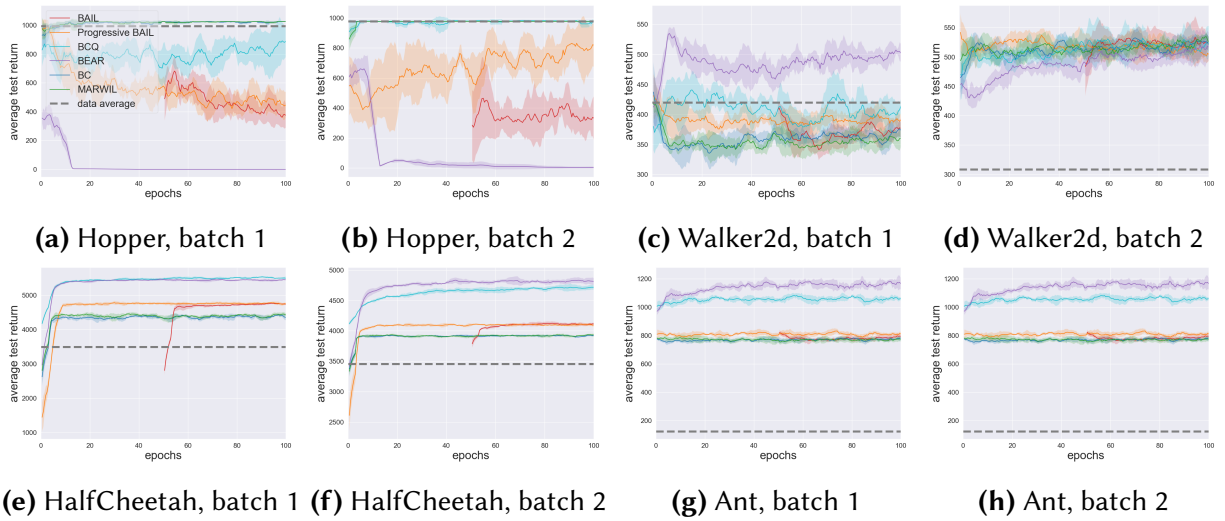 BAIL
Progressive BAIL
BCQ
BEAR
BC
MARWIL
data average
average test return
1000
800
600
400
200
0
0 20 40 60 80 100
epochs
average test return
1000
800
600
400
200
0
0 20 40 60 80 100
epochs
average test return
550
500
450
400
350
300
0 20 40 60 80 100
epochs
average test return
550
500
450
400
350
300
0 20 40 60 80 100
epochs
(a) Hopper, batch 1
(b) Hopper, batch 2
(c) Walker2d, batch 1
(d) Walker2d, batch 2
average test return
5000
4000
3000
2000
1000
0 20 40 60 80 100
epochs
average test return
5000
4500
4000
3500
3000
2500
0 20 40 60 80 100
epochs
average test return
1200
1000
800
600
400
200
0 20 40 60 80 100
epochs
average test return
1200
1000
800
600
400
200
0 20 40 60 80 100
epochs
(e) HalfCheetah, batch 1
(f) HalfCheetah, batch 2
(g) Ant, batch 1
(h) Ant, batch 2